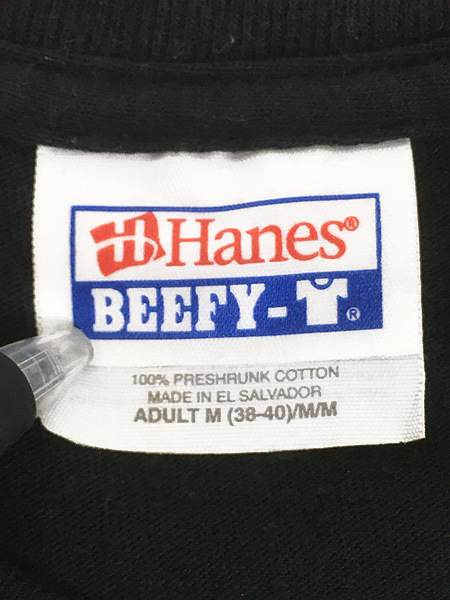 Hanes®
BEEFY-T®
100% PRESHRUNK COTTON
MADE IN EL SALVADOR
ADULT M (38-40)/M/M